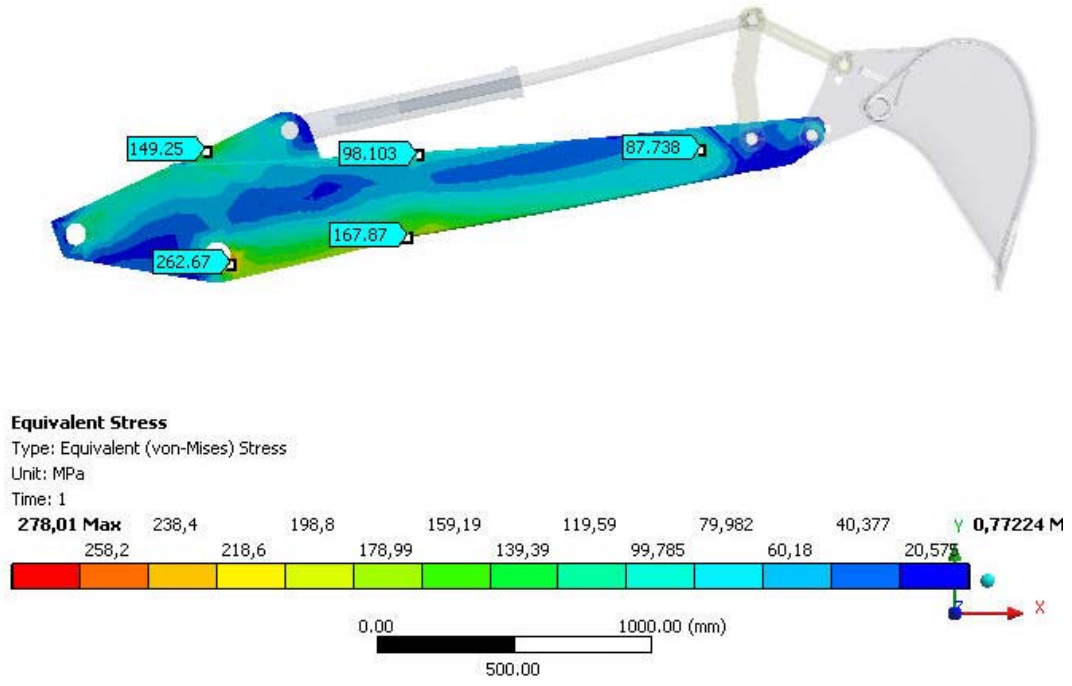 149.25
98.103
87.738
167.87
262.67
Equivalent Stress
Type: Equivalent (von-Mises) Stress
Unit: MPa
Time: 1
278,01 Max 238,4 198,8 159,19 119,59 79,982 40,377 Y 0,77224 M
258,2 218,6 178,99 139,39 99,785 60,18 20,575
Z X
0.00 1000.00 (mm)
500.00